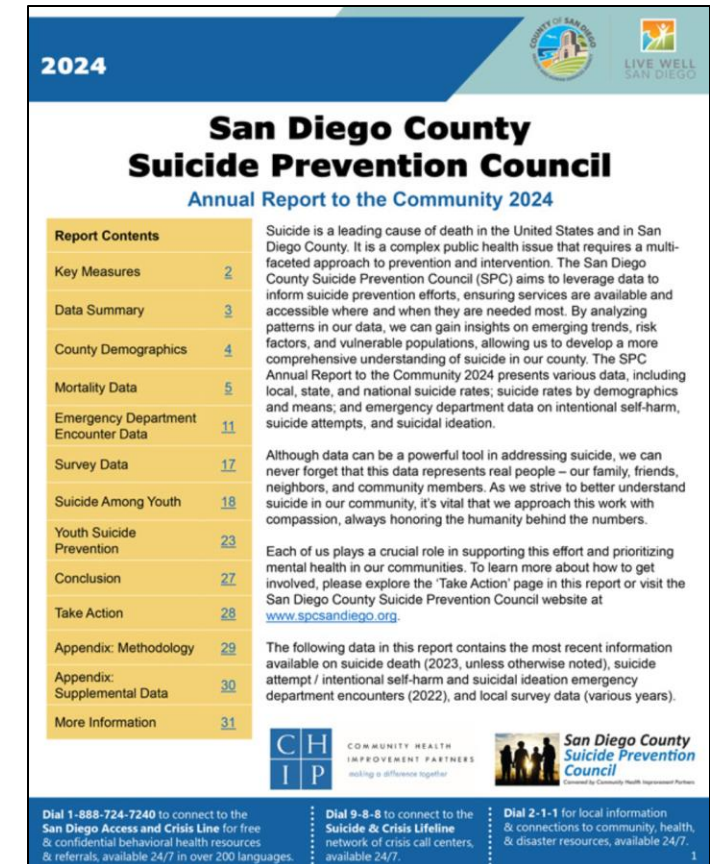 2024
COUNTY OF SAN DIEGO
LIVE WELL
SAN DIEGO
San Diego County
Suicide Prevention Council
Annual Report to the Community 2024
Report Contents
Key Measures 2
Data Summary 3
County Demographics 4
Mortality Data 5
Emergency Department
Encounter Data 11
Survey Data 17
Suicide Among Youth 18
Youth Suicide
Prevention 23
Conclusion 27
Take Action 28
Appendix: Methodology 29
Appendix:
Supplemental Data 30
More Information 31
Suicide is a leading cause of death in the United States and in San
Diego County. It is a complex public health issue that requires a multi-
faceted approach to prevention and intervention. The San Diego
County Suicide Prevention Council (SPC) aims to leverage data to
inform suicide prevention efforts, ensuring services are available and
accessible where and when they are needed most. By analyzing
patterns in our data, we can gain insights on emerging trends, risk
factors, and vulnerable populations, allowing us to develop a more
comprehensive understanding of suicide in our county. The SPC
Annual Report to the Community 2024 presents various data, including
local, state, and national suicide rates; suicide rates by demographics
and means; and emergency department data on intentional self-harm,
suicide attempts, and suicidal ideation.
Although data can be a powerful tool in addressing suicide, we can
never forget that this data represents real people – our family, friends,
neighbors, and community members. As we strive to better understand
suicide in our community, it's vital that we approach this work with
compassion, always honoring the humanity behind the numbers.
Each of us plays a crucial role in supporting this effort and prioritizing
mental health in our communities. To learn more about how to get
involved, please explore the 'Take Action' page in this report or visit the
San Diego County Suicide Prevention Council website at
www.spcsandiego.org.
The following data in this report contains the most recent information
available on suicide death (2023, unless otherwise noted), suicide
attempt / intentional self-harm and suicidal ideation emergency
department encounters (2022), and local survey data (various years).
CH
IP
COMMUNITY HEALTH
IMPROVEMENT PARTNERS
making a difference together
San Diego County
Suicide Prevention
Council
Convened by Community Health Improvement Partners
Dial 1-888-724-7240 to connect to the
San Diego Access and Crisis Line for free
& confidential behavioral health resources
& referrals, available 24/7 in over 200 languages.
Dial 9-8-8 to connect to the
Suicide & Crisis Lifeline
network of crisis call centers,
available 24/7.
Dial 2-1-1 for local information
& connections to community, health,
& disaster resources, available 24/7.
1